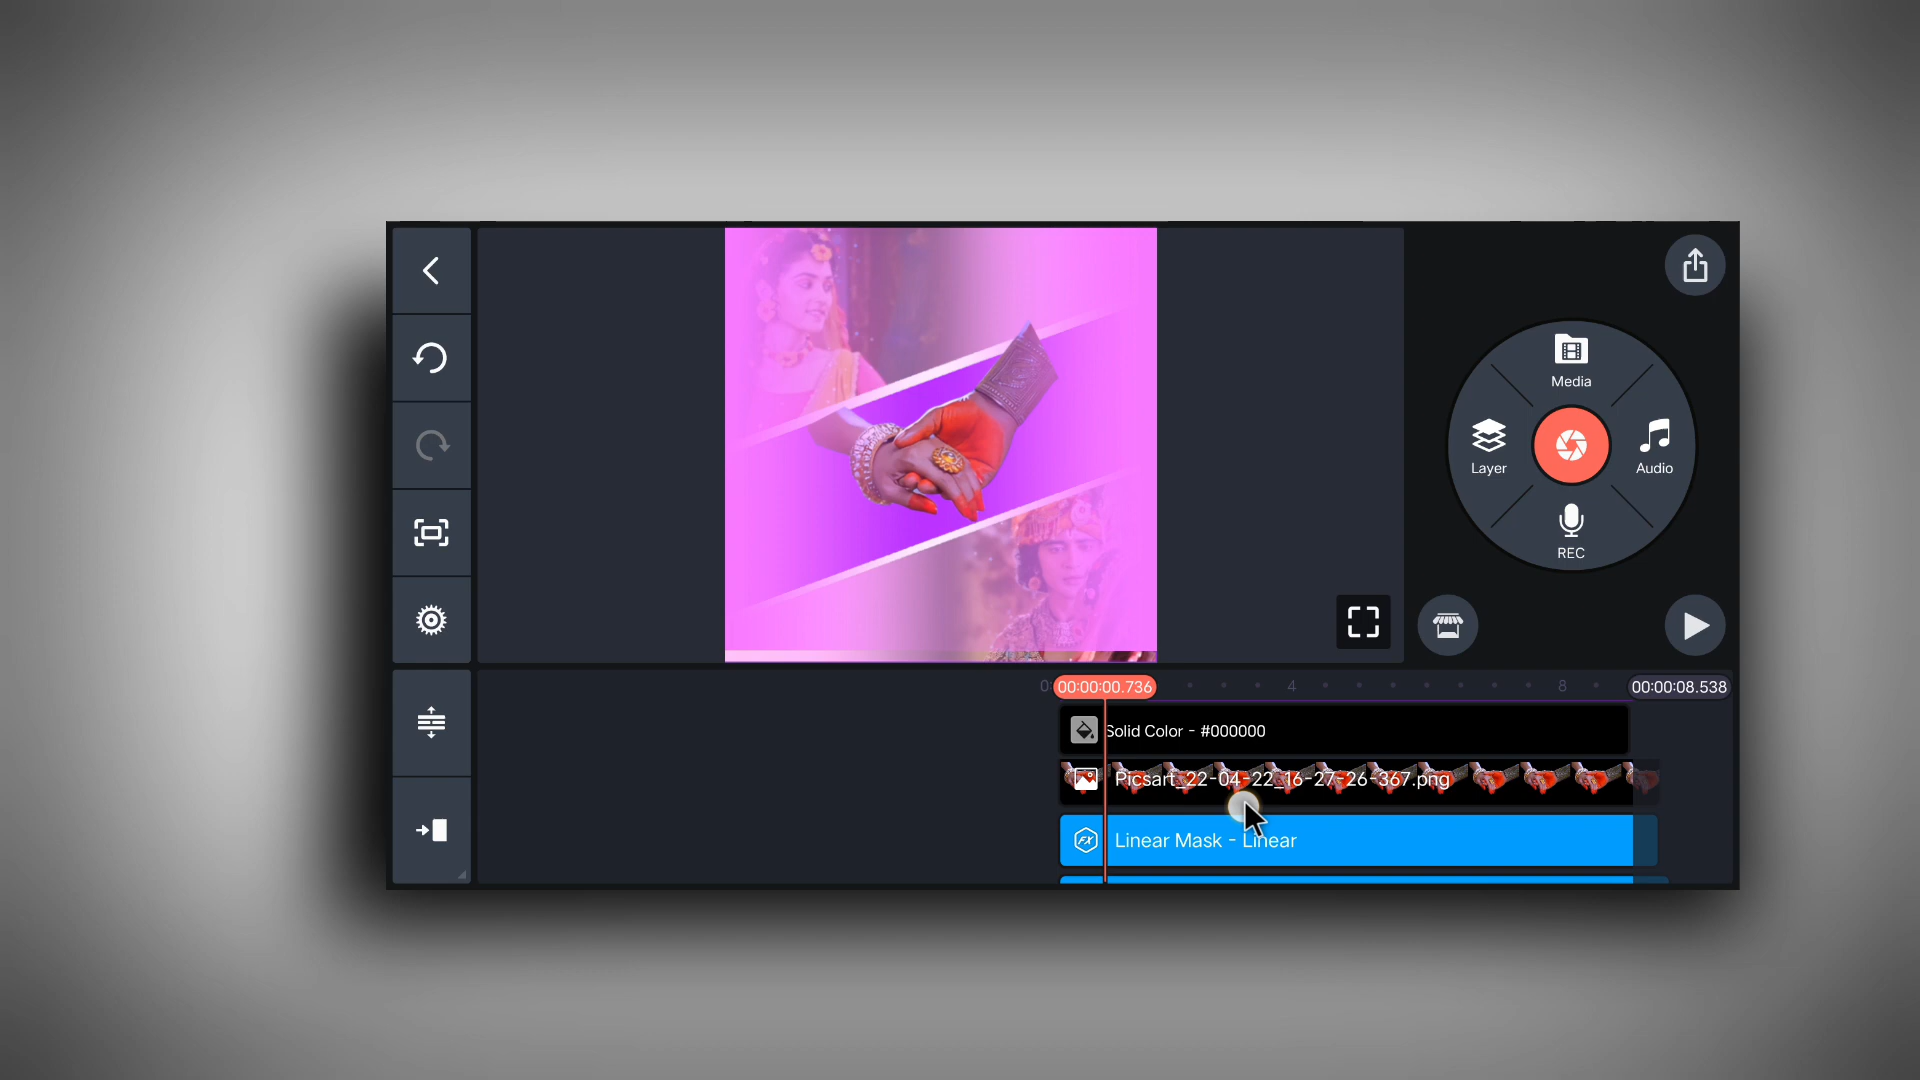 Media
Layer
Audio
REC
00:00:00.736
4
8
00:00:08.538
Solid Color - #000000
Picsart_22-04-22_16-27-26-367.png
FX
Linear Mask - Linear